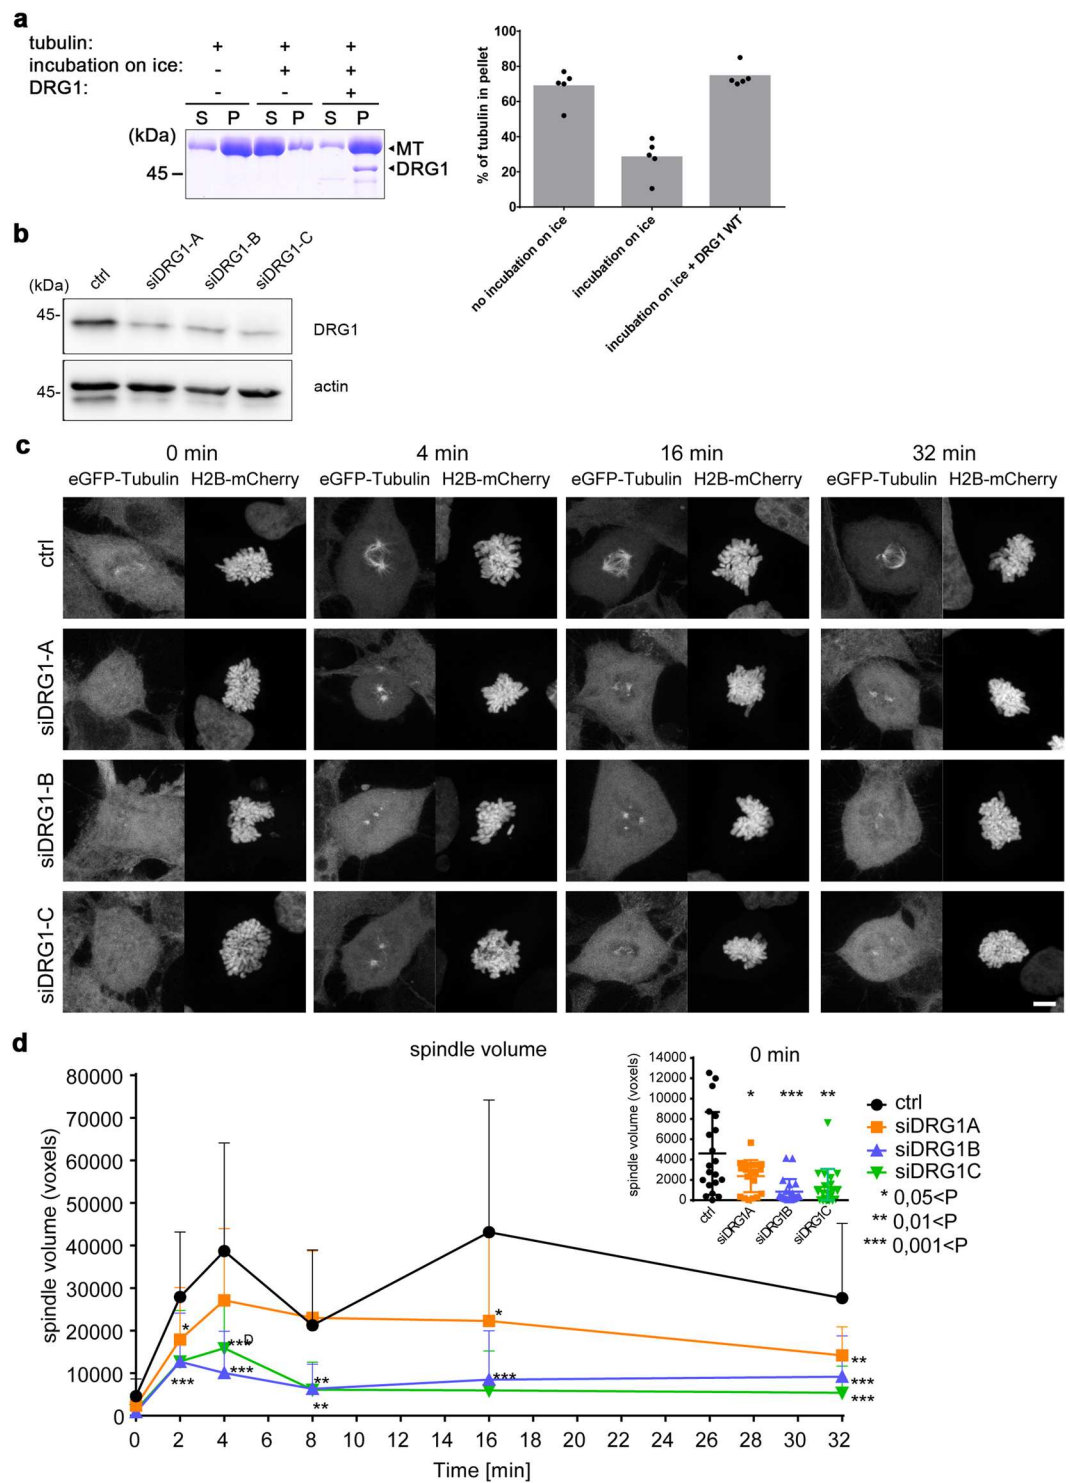 a
tubulin: + + +
incubation on ice: - + +
DRG1: - - +
S P S P S P
(kDa)
MT
45
DRG1
% of tubulin in pellet
100
80
60
40
20
0
no incubation on ice
incubation on ice
incubation on ice + DRG1 WT
b
ctrl
siDRG1-A
siDRG1-B
siDRG1-C
(kDa)
45-
DRG1
45-
actin
c
0 min 4 min 16 min 32 min
eGFP-Tubulin H2B-mCherry eGFP-Tubulin H2B-mCherry eGFP-Tubulin H2B-mCherry eGFP-Tubulin H2B-mCherry
ctrl
siDRG1-A
siDRG1-B
siDRG1-C
d
spindle volume
spindle volume (voxels)
80000
70000
60000
50000
40000
30000
20000
10000
0
0 2 4 6 8 10 12 14 16 18 20 22 24 26 28 30 32
Time [min]
*
***
***D
***
**
**
*
***
**
***
***
0 min
spindle volume (voxels)
14000
12000
10000
8000
6000
4000
2000
0
* *** **
ctrl
siDRG1A
siDRG1B
siDRG1C
ctrl
siDRG1A
siDRG1B
siDRG1C
* 0,05<P
** 0,01<P
*** 0,001<P